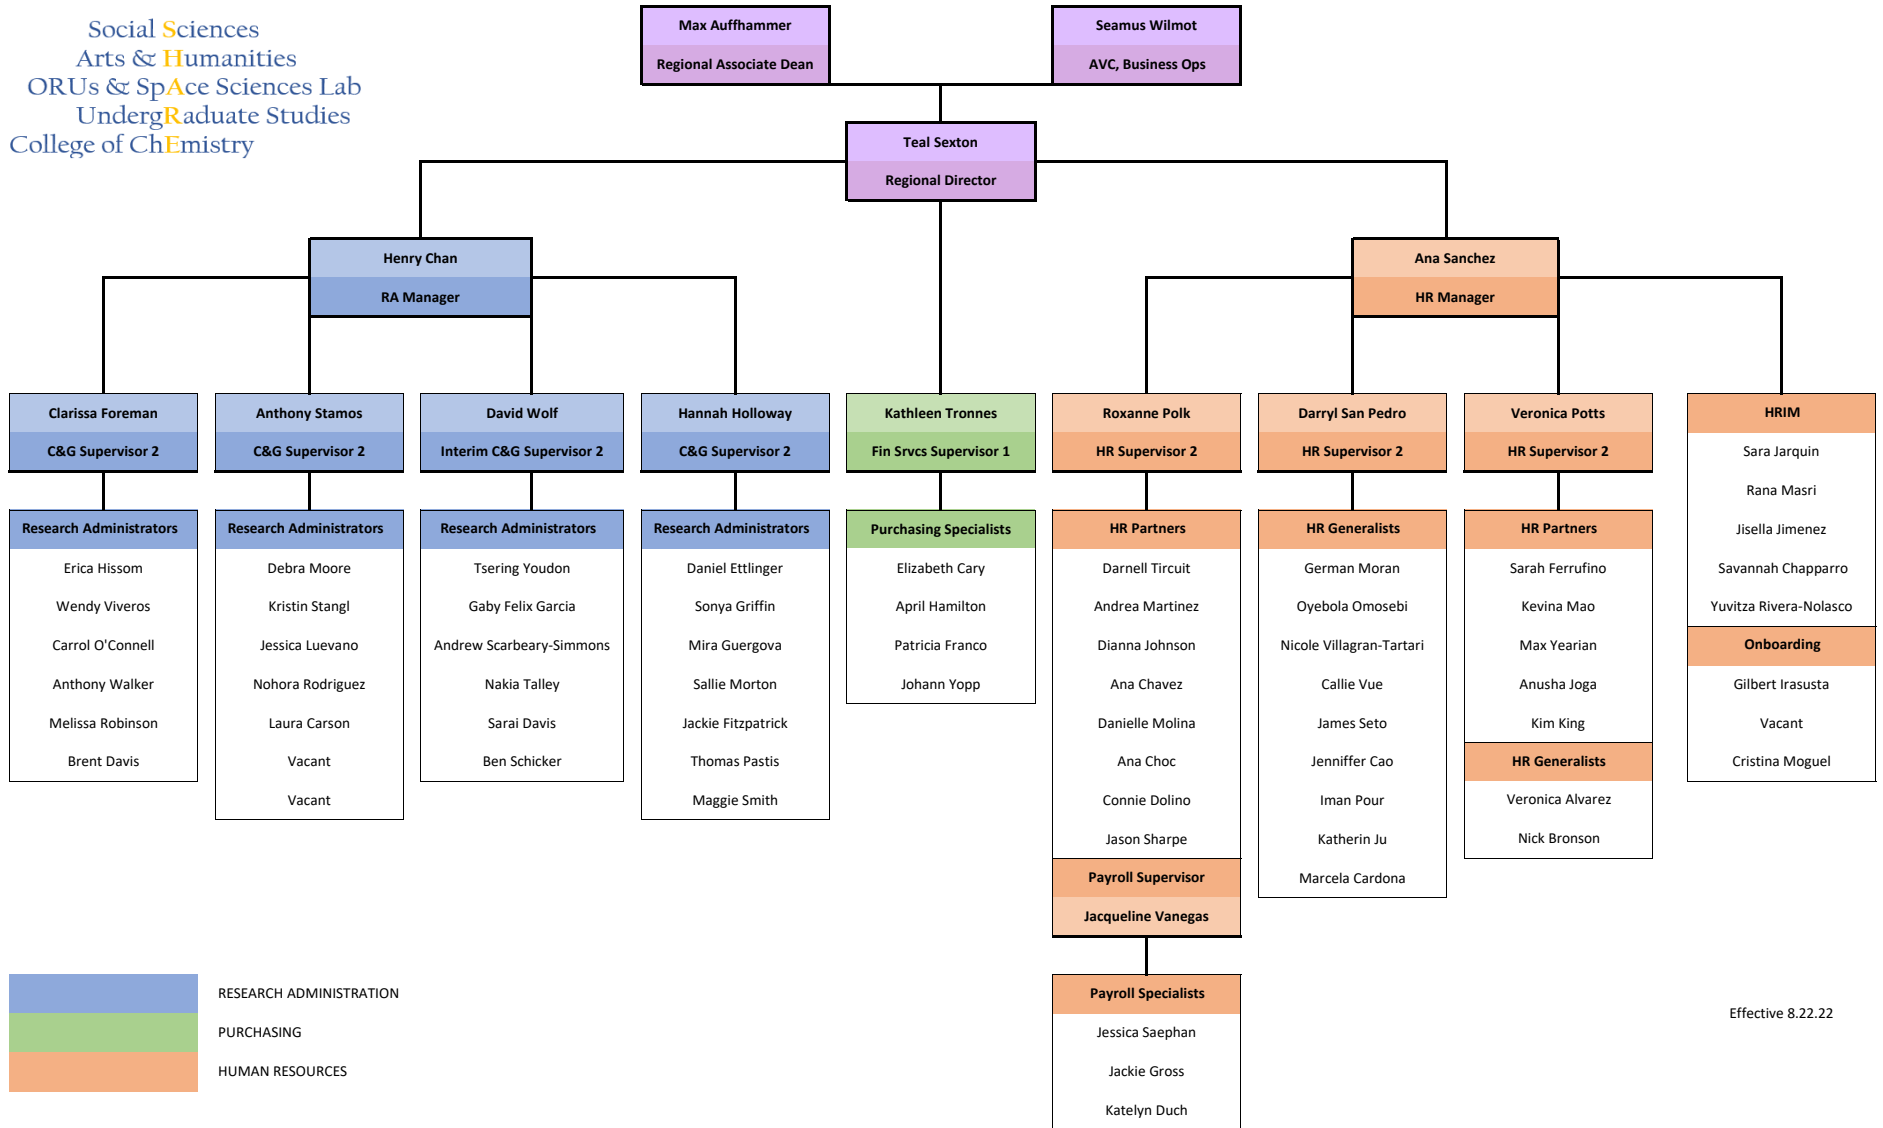 Social Sciences
Arts & Humanities
ORUs & SpAce Sciences Lab
UndergRaduate Studies
College of ChEmistry
Max Auffhammer
Regional Associate Dean
Seamus Wilmot
AVC, Business Ops
Teal Sexton
Regional Director
Henry Chan
RA Manager
Ana Sanchez
HR Manager
Clarissa Foreman
C&G Supervisor 2
Research Administrators
Erica Hissom
Wendy Viveros
Carrol O'Connell
Anthony Walker
Melissa Robinson
Brent Davis
Anthony Stamos
C&G Supervisor 2
Research Administrators
Debra Moore
Kristin Stangl
Jessica Luevano
Nohora Rodriguez
Laura Carson
Vacant
Vacant
David Wolf
Interim C&G Supervisor 2
Research Administrators
Tsering Youdon
Gaby Felix Garcia
Andrew Scarbeary-Simmons
Nakia Talley
Sarai Davis
Ben Schicker
Hannah Holloway
C&G Supervisor 2
Research Administrators
Daniel Ettlinger
Sonya Griffin
Mira Guergova
Sallie Morton
Jackie Fitzpatrick
Thomas Pastis
Maggie Smith
Kathleen Tronnes
Fin Srvcs Supervisor 1
Purchasing Specialists
Elizabeth Cary
April Hamilton
Patricia Franco
Johann Yopp
Roxanne Polk
HR Supervisor 2
HR Partners
Darnell Tircuit
Andrea Martinez
Dianna Johnson
Ana Chavez
Danielle Molina
Ana Choc
Connie Dolino
Jason Sharpe
Payroll Supervisor
Jacqueline Vanegas
Payroll Specialists
Jessica Saephan
Jackie Gross
Katelyn Duch
Darryl San Pedro
HR Supervisor 2
HR Generalists
German Moran
Oyebola Omosebi
Nicole Villagran-Tartari
Callie Vue
James Seto
Jenniffer Cao
Iman Pour
Katherin Ju
Marcela Cardona
Veronica Potts
HR Supervisor 2
HR Partners
Sarah Ferrufino
Kevina Mao
Max Yearian
Anusha Joga
Kim King
HR Generalists
Veronica Alvarez
Nick Bronson
HRIM
Sara Jarquin
Rana Masri
Jisella Jimenez
Savannah Chapparro
Yuvitza Rivera-Nolasco
Onboarding
Gilbert Irasusta
Vacant
Cristina Moguel
RESEARCH ADMINISTRATION
PURCHASING
HUMAN RESOURCES
Effective 8.22.22